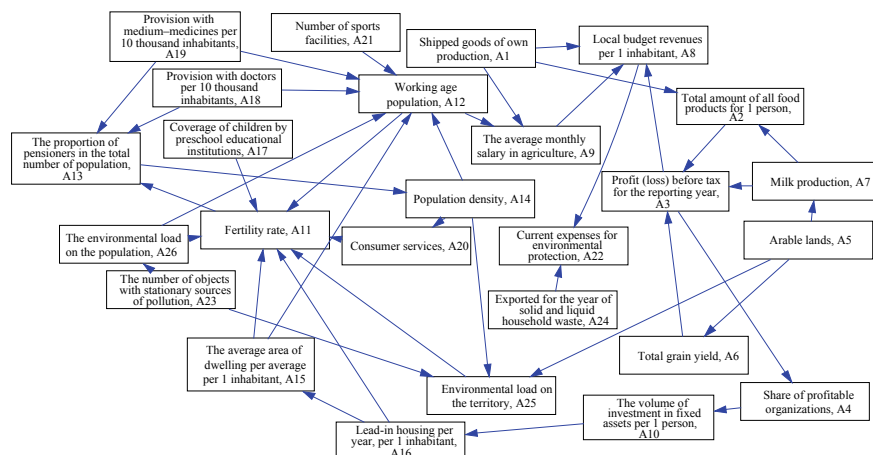 Provision with
medium–medicines per
10 thousand inhabitants,
A19
Number of sports
facilities, A21
Shipped goods of own
production, A1
Local budget revenues
per 1 inhabitant, A8
Provision with doctors
per 10 thousand
inhabitants, A18
Working age
population, A12
Total amount of all food
products for 1 person,
A2
Coverage of children by
preschool educational
institutions, A17
The average monthly
salary in agriculture, A9
The proportion of
pensioners in the total
number of population,
A13
Population density, A14
Profit (loss) before tax
for the reporting year,
A3
Milk production, A7
Fertility rate, A11
Consumer services, A20
Current expenses for
environmental
protection, A22
Arable lands, A5
The environmental load
on the population, A26
The number of objects
with stationary sources
of pollution, A23
Exported for the year of
solid and liquid
household waste, A24
The average area of
dwelling per average
per 1 inhabitant, A15
Total grain yield, A6
Environmental load on
the territory, A25
The volume of
investment in fixed
assets per 1 person,
A10
Share of profitable
organizations, A4
Lead-in housing per
year, per 1 inhabitant,
A16